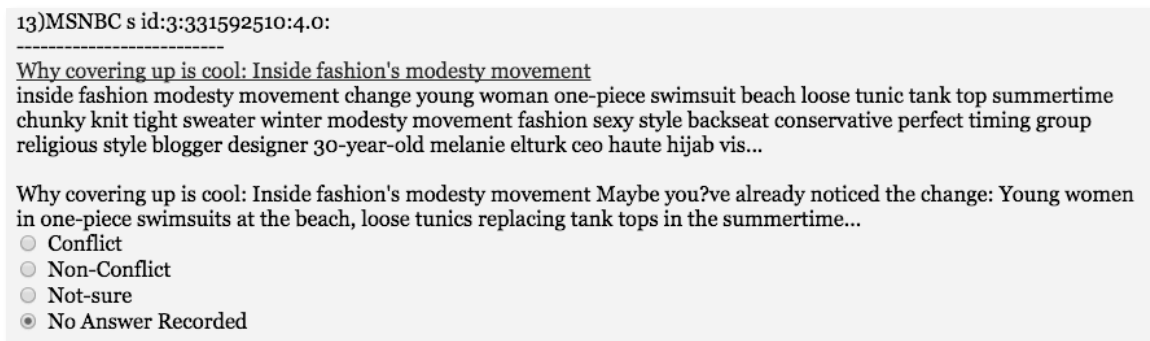 13)MSNBC s id:3:331592510:4.0:
--------------------------
Why covering up is cool: Inside fashion's modesty movement
inside fashion modesty movement change young woman one-piece swimsuit beach loose tunic tank top summertime
chunky knit tight sweater winter modesty movement fashion sexy style backseat conservative perfect timing group
religious style blogger designer 30-year-old melanie elturk ceo haute hijab vis...
Why covering up is cool: Inside fashion's modesty movement Maybe you?ve already noticed the change: Young women
in one-piece swimsuits at the beach, loose tunics replacing tank tops in the summertime...
Conflict
Non-Conflict
Not-sure
No Answer Recorded